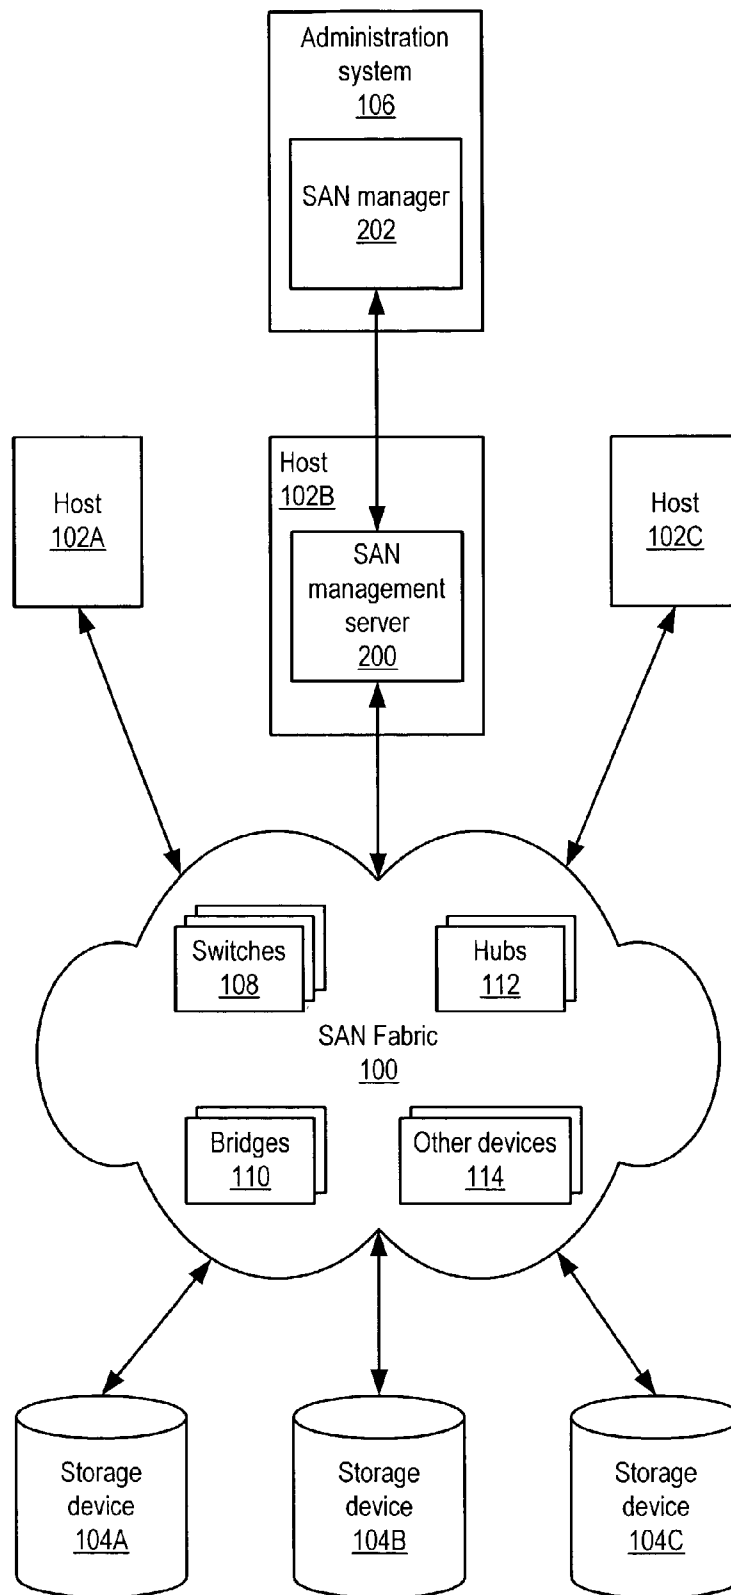 Administration
system
106
SAN manager
202
Host
102A
Host
102B
SAN
management
server
200
Host
102C
Switches
108
Hubs
112
SAN Fabric
100
Bridges
110
Other devices
114
Storage
device
104A
Storage
device
104B
Storage
device
104C